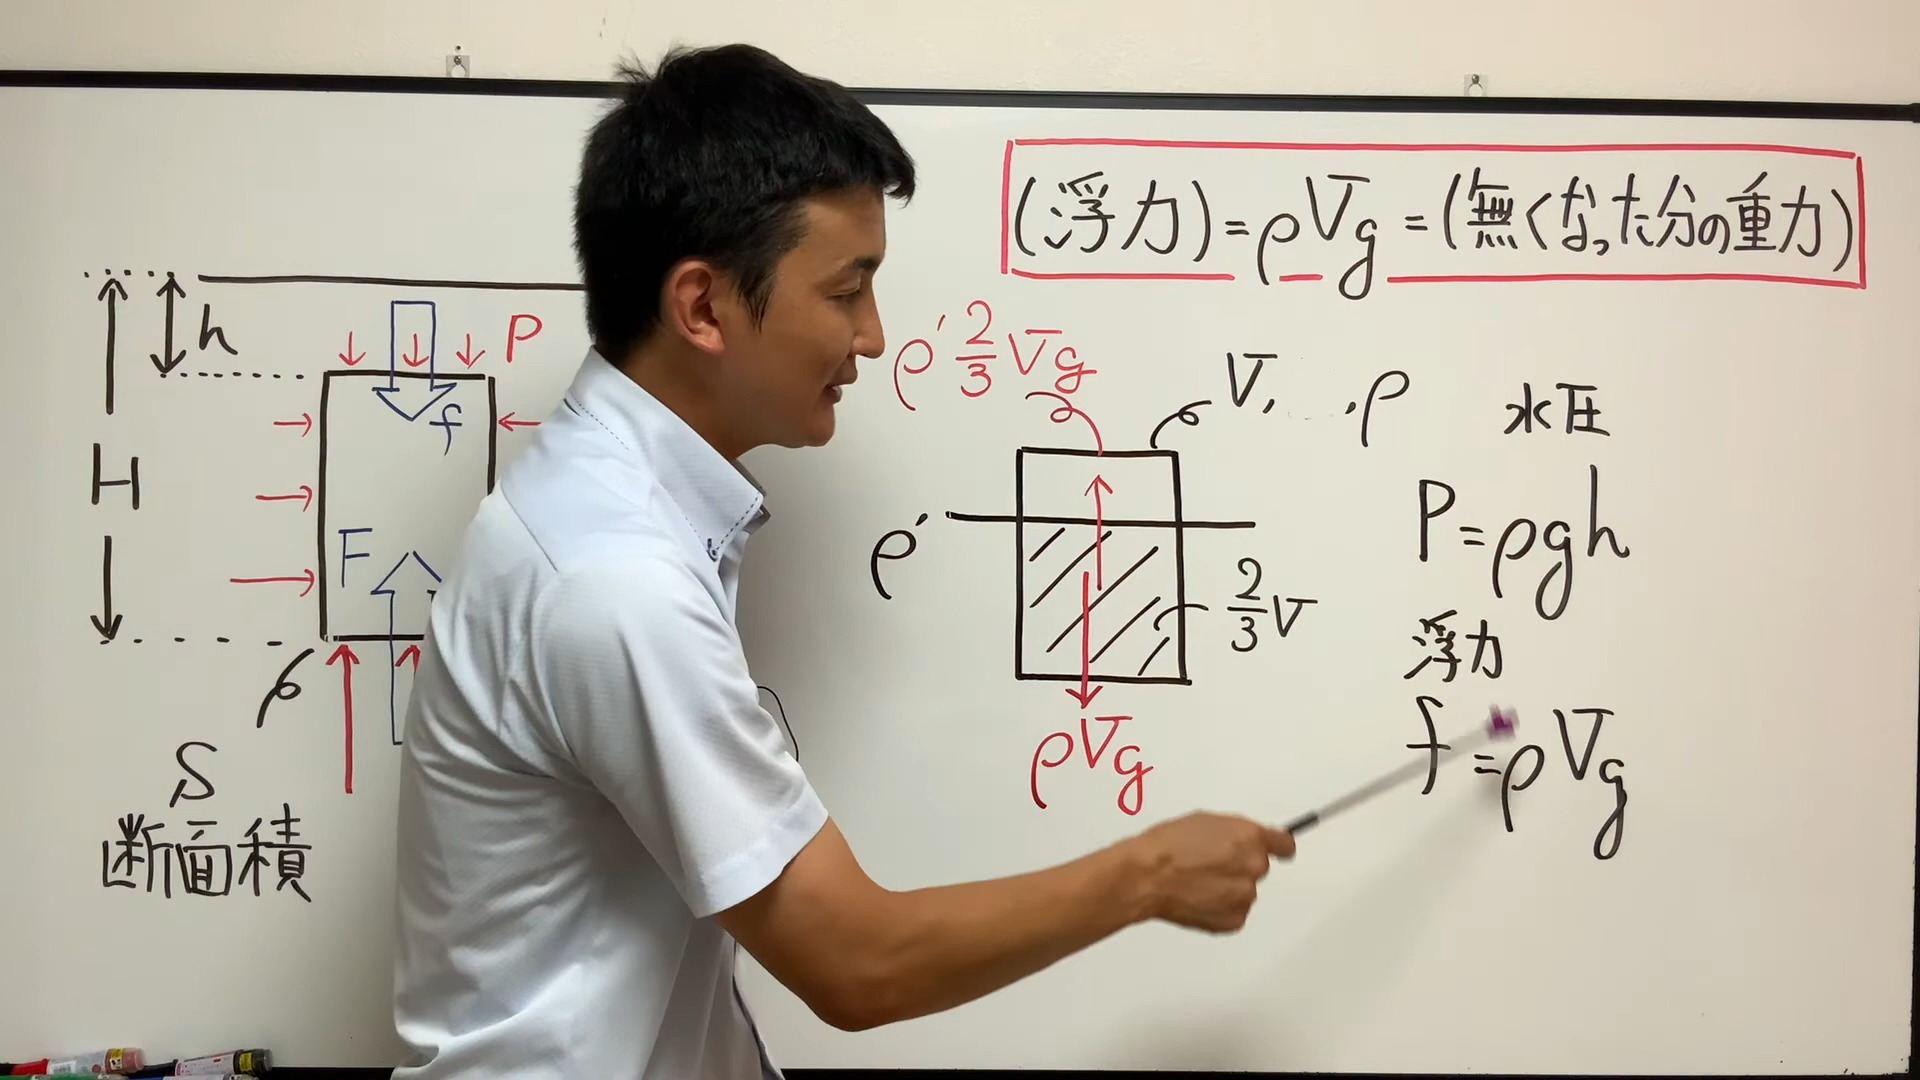 (浮力)=ρVg=(無くなった分の重力)
h
P
f
H
F
ρ
S
断面積
ρ'2/3Vg
V, ρ
ρ'
2/3V
ρVg
水圧
P=ρgh
浮力
f=ρVg